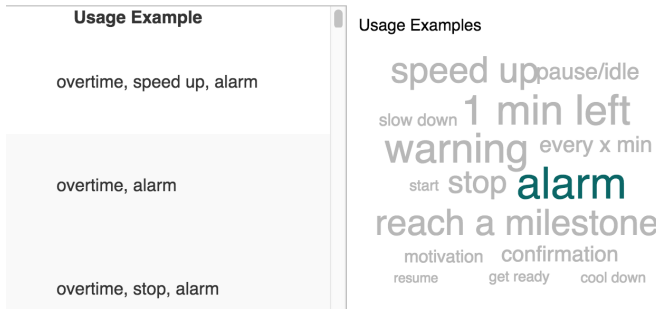 Usage Example
overtime, speed up, alarm
overtime, alarm
overtime, stop, alarm
Usage Examples
speed up pause/idle
slow down 1 min left
warning every x min
start stop alarm
reach a milestone
motivation confirmation
resume get ready cool down